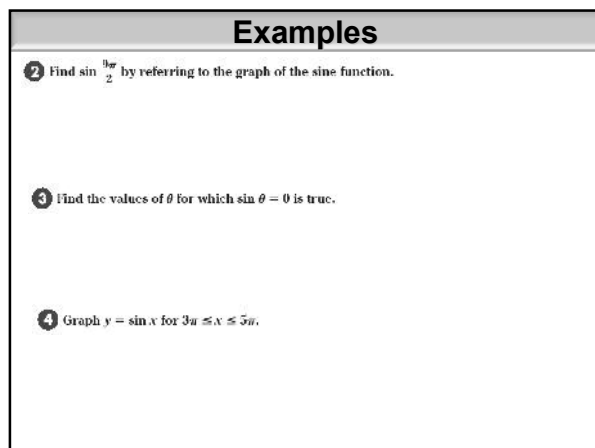 Examples
2 Find sin 9π/2 by referring to the graph of the sine function.
3 Find the values of θ for which sin θ = 0 is true.
4 Graph y = sin x for 3π ≤ x ≤ 5π.